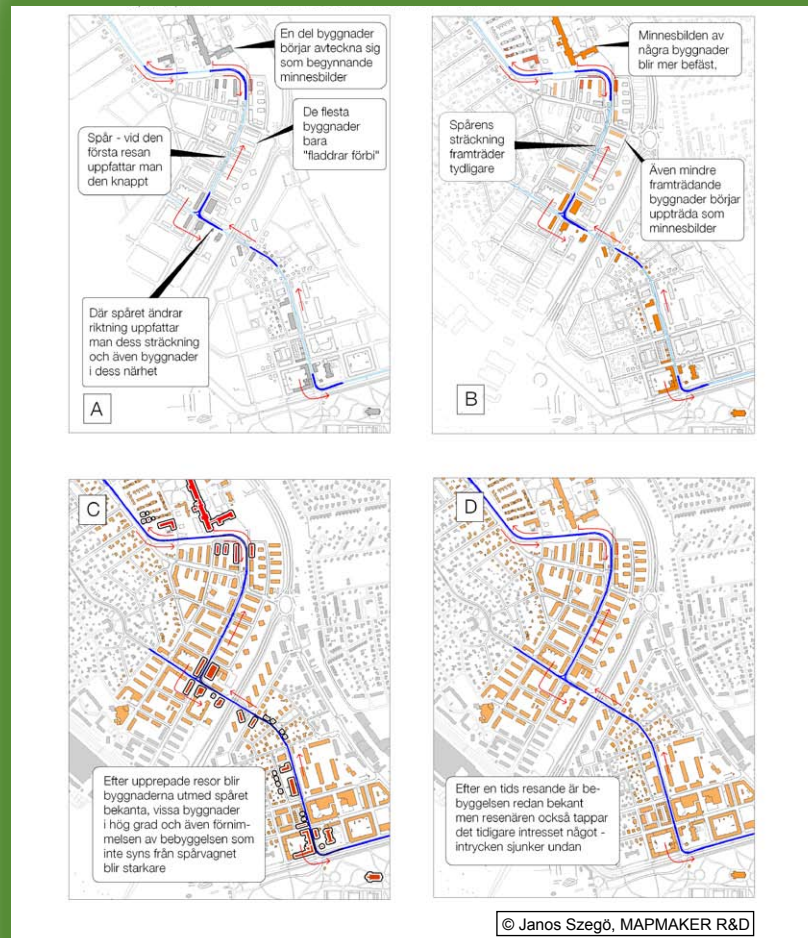 En del byggnader
börjar avteckna sig
som begynnande
minnesbilder
De flesta
byggnader
bara
"fladdrar förbi"
Spår - vid den
första resan
uppfattar man
den knappt
Där spåret ändrar
riktning uppfattar
man dess sträckning
och även byggnader
i dess närhet
A
Minnesbilden av
några byggnader
blir mer befäst,
Spårens
sträckning
framträder
tydligare
Även mindre
framträdande
byggnader börjar
uppträda som
minnesbilder
B
C
Efter upprepade resor blir
byggnaderna utmed spåret
bekanta, vissa byggnader
i hög grad och även förnim-
melsen av bebyggelsen som
inte syns från spårvagnet
blir starkare
D
Efter en tids resande är be-
byggelsen redan bekant
men resenären också tappar
det tidigare intresset något -
intrycken sjunker undan
© Janos Szegö, MAPMAKER R&D